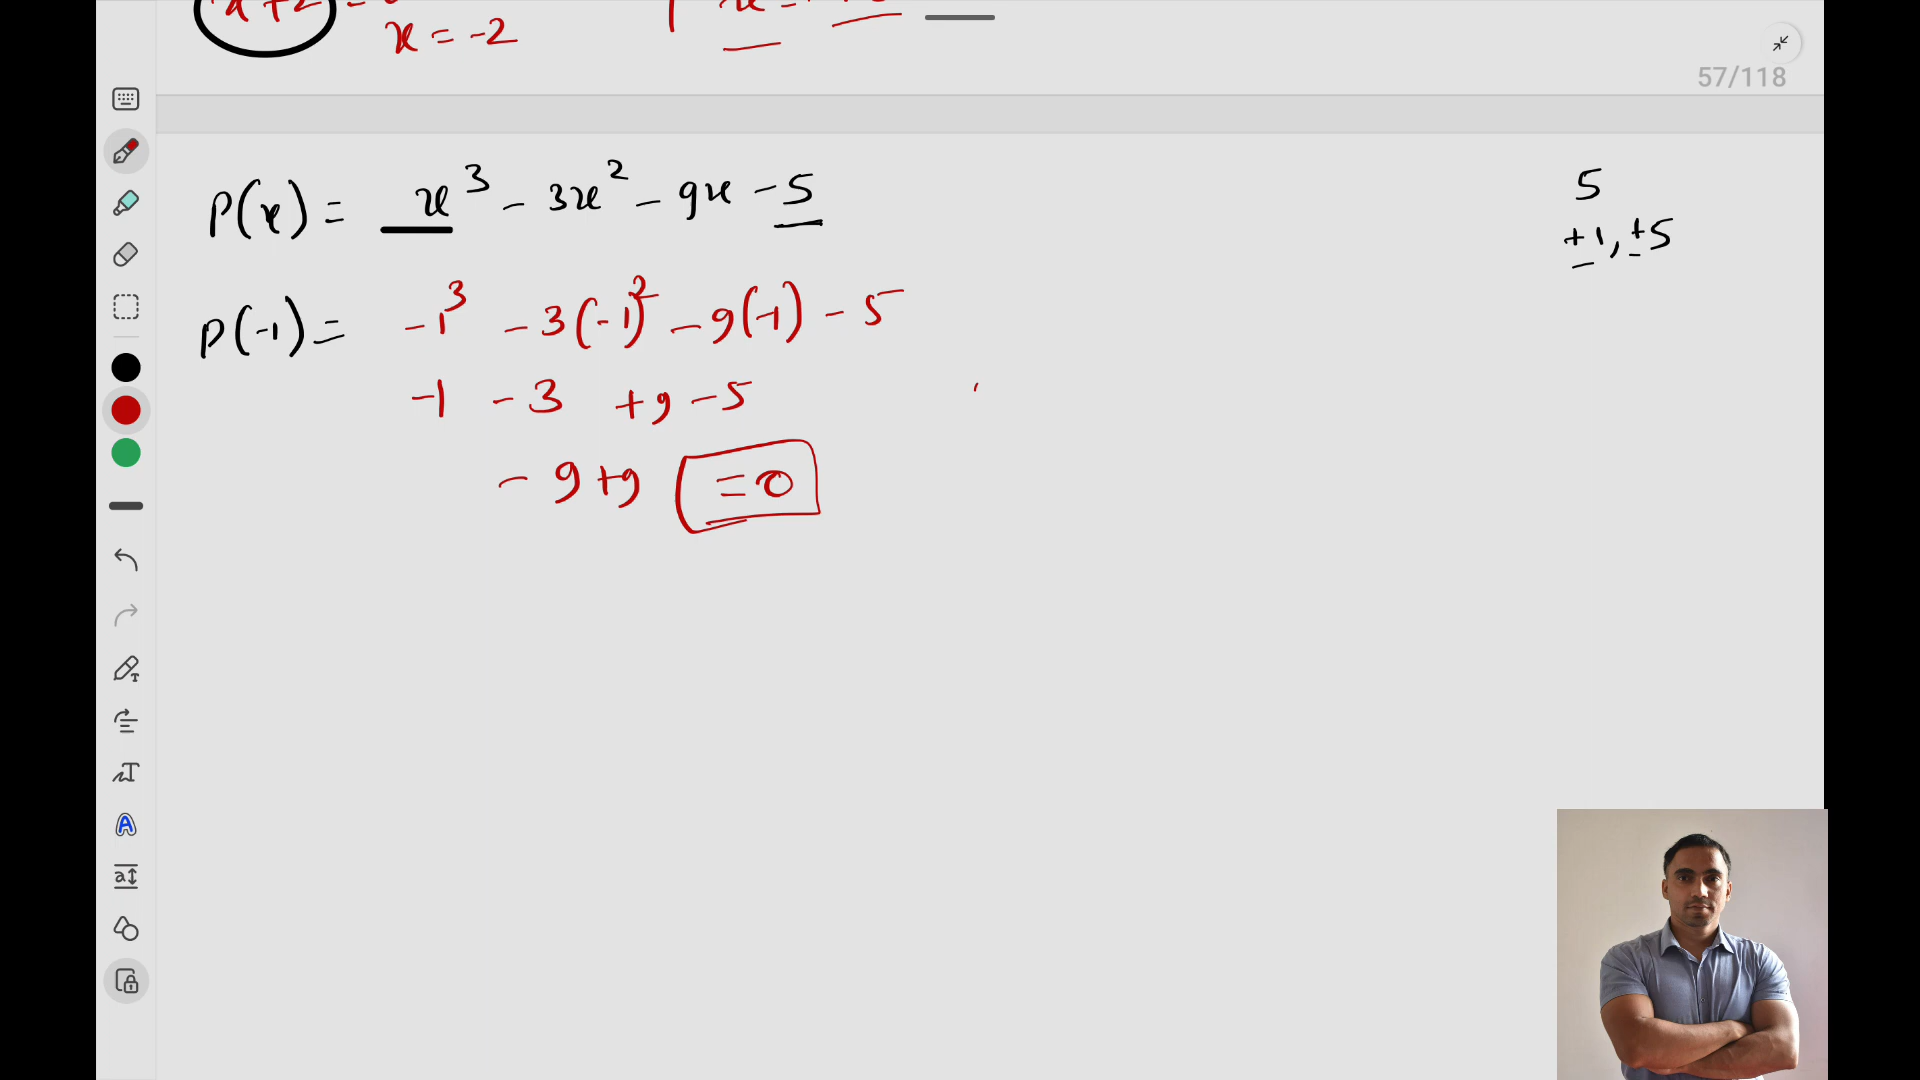 x+2 =
x = -2
57/118
P(x) = x³ - 3x² - 9x - 5
5
±1, ±5
P(-1) = -1³ - 3(-1)² - 9(-1) - 5
-1 - 3 + 9 - 5
- 9 + 9 = 0